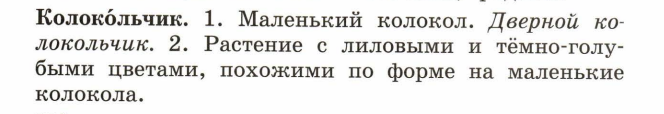 Колоко́льчик. 1. Маленький колокол. Дверной ко-
локольчик. 2. Растение с лиловыми и тёмно-голу-
быми цветами, похожими по форме на маленькие
колокола.